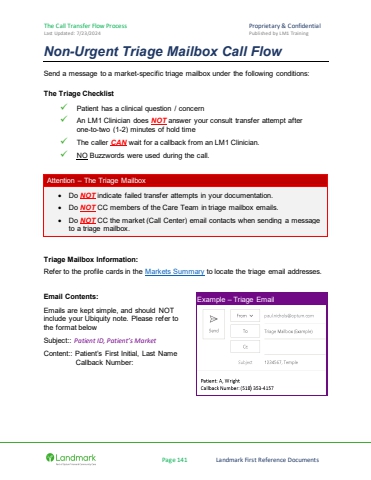 The Call Transfer Flow Process
Proprietary & Confidential
Last updated: 7/23/2024
Published by LM1 Training
Non-Urgent Triage Mailbox Call Flow
Send a message to a market-specific triage mailbox under the following conditions:
The Triage Checklist
✓ Patient has a clinical question / concern
✓ An LM1 Clinician does NOT answer your consult transfer attempt after
one-to-two (1-2) minutes of hold time
✓ The caller CAN wait for a callback from an LM1 Clinician.
✓ NO Buzzwords were used during the call.
Attention – The Triage Mailbox
• Do NOT indicate failed transfer attempts in your documentation.
• Do NOT CC members of the Care Team in triage mailbox emails.
• Do NOT CC the market (Call Center) email contacts when sending a message
to a triage mailbox.
Triage Mailbox Information:
Refer to the profile cards in the Markets Summary to locate the triage email addresses.
Email Contents:
Emails are kept simple, and should NOT
include your Ubiquity note. Please refer to
the format below
Subject:: Patient ID, Patient's Market
Content:: Patient's First Initial, Last Name
Callback Number:
Example – Triage Email
Send
From
To
Triage Mailbox (Example)
Cc
Subject
1234567, Temple
Patient: A, Wright
Callback Number: (518) 353-4157
Landmark
Page 141
Landmark First Reference Documents